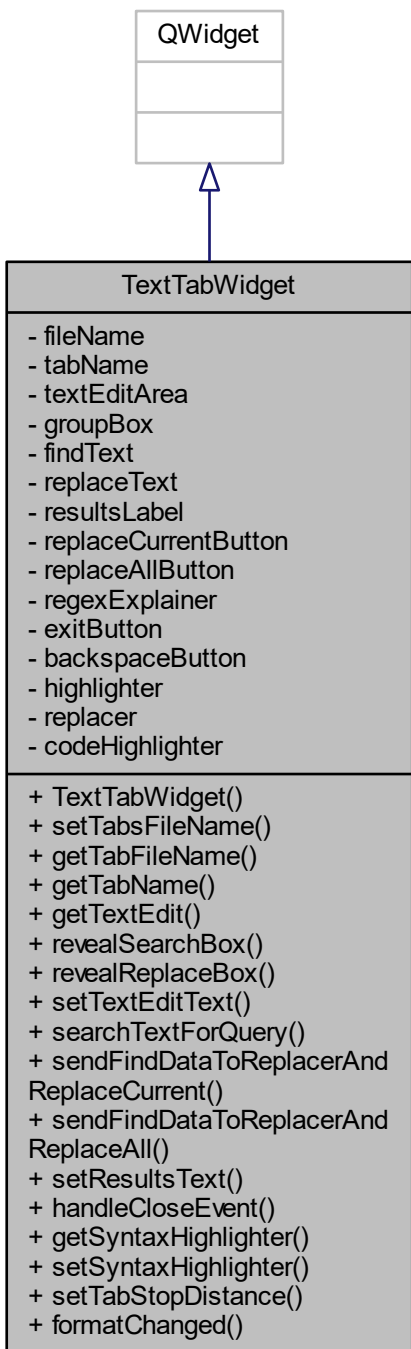 QWidget
TextTabWidget
- fileName
- tabName
- textEditArea
- groupBox
- findText
- replaceText
- resultsLabel
- replaceCurrentButton
- replaceAllButton
- regexExplainer
- exitButton
- backspaceButton
- highlighter
- replacer
- codeHighlighter
+ TextTabWidget()
+ setTabsFileName()
+ getTabFileName()
+ getTabName()
+ getTextEdit()
+ revealSearchBox()
+ revealReplaceBox()
+ setTextEditText()
+ searchTextForQuery()
+ sendFindDataToReplacerAnd
ReplaceCurrent()
+ sendFindDataToReplacerAnd
ReplaceAll()
+ setResultsText()
+ handleCloseEvent()
+ getSyntaxHighlighter()
+ setSyntaxHighlighter()
+ setTabStopDistance()
+ formatChanged()